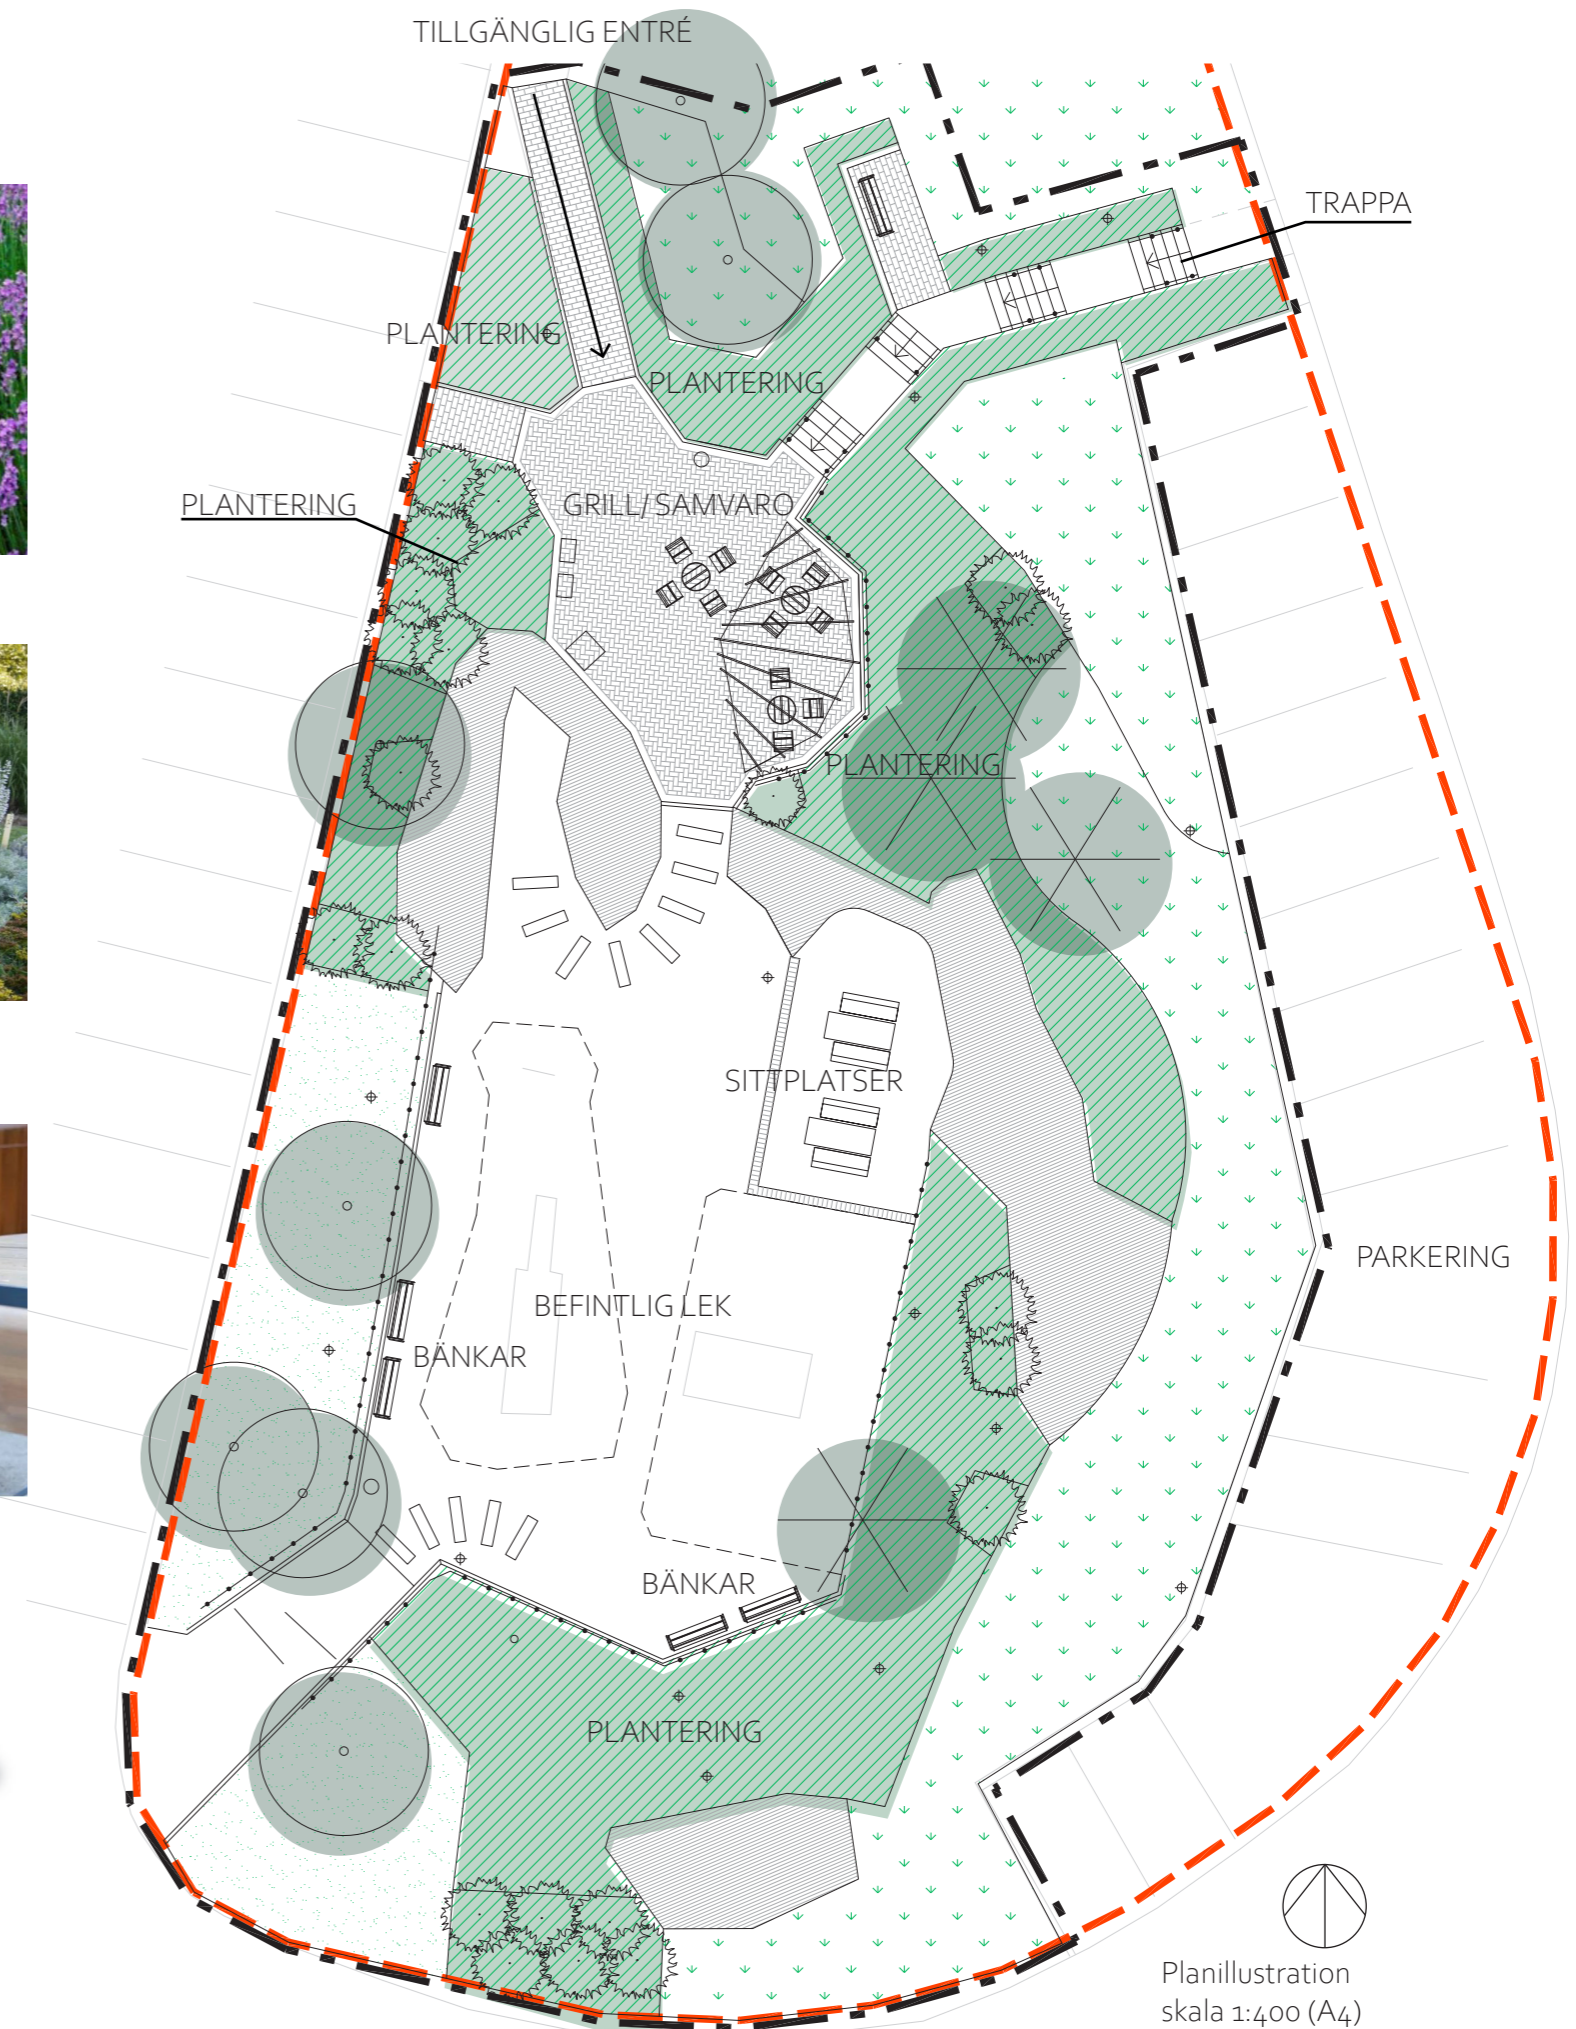 TILLGÄNGLIG ENTRÉ
TRAPPA
PLANTERING
PLANTERING
PLANTERING
GRILL/ SAMVARO
PLANTERING
SITTPLATSER
PARKERING
BEFINTLIG LEK
BÄNKAR
BÄNKAR
PLANTERING
Planillustration
skala 1:400 (A4)